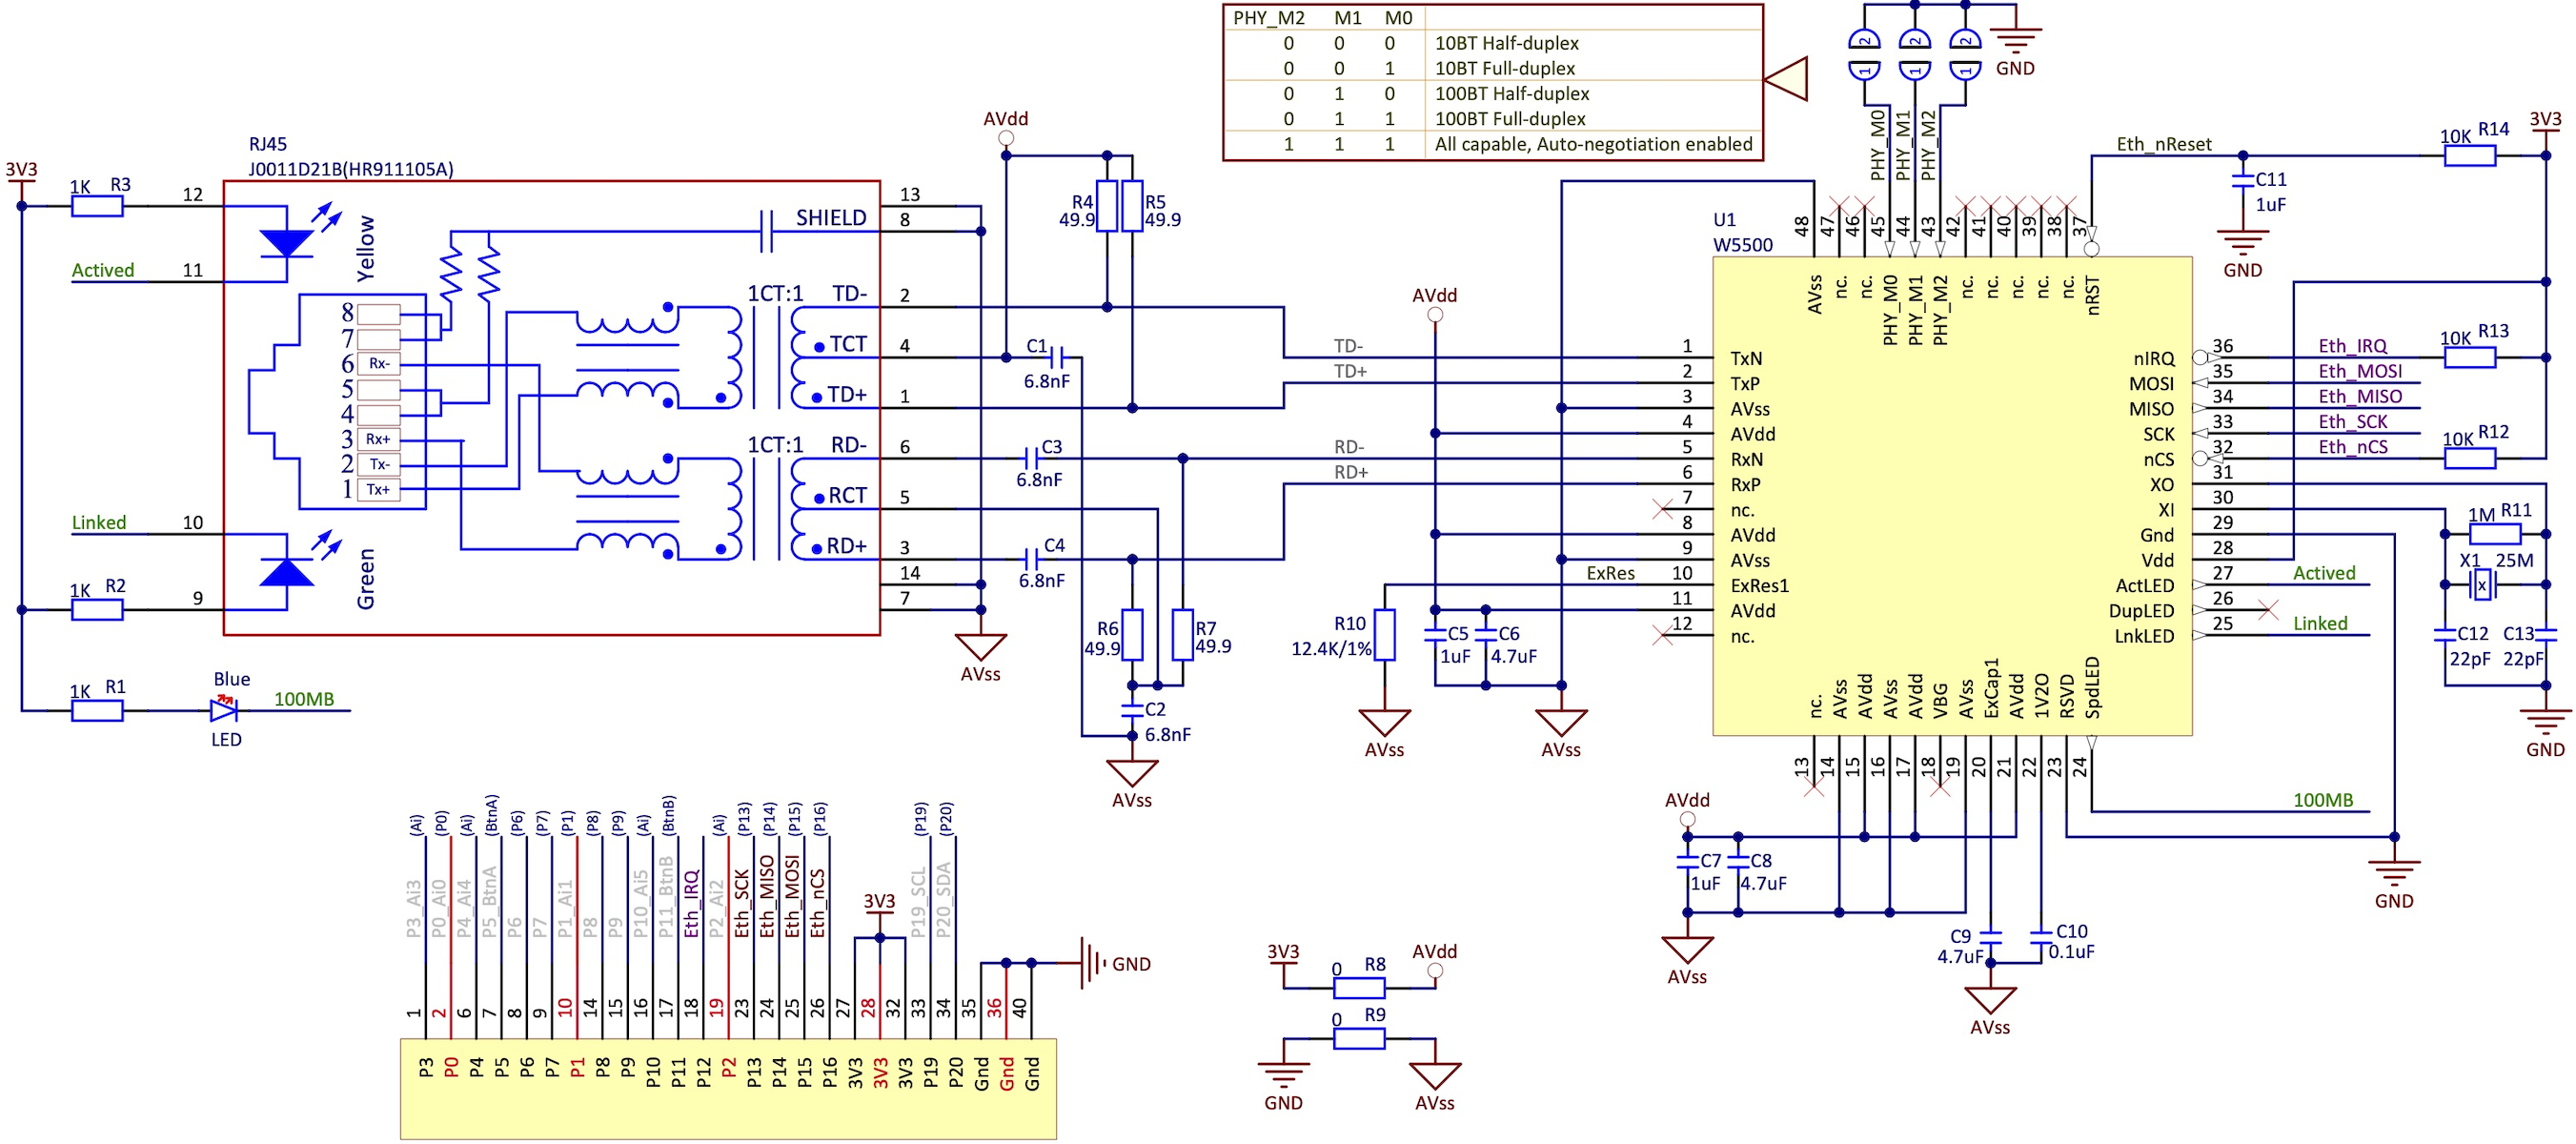 PHY_M2 M1 M0
0 0 0 10BT Half-duplex
0 0 1 10BT Full-duplex
0 1 0 100BT Half-duplex
0 1 1 100BT Full-duplex
1 1 1 All capable, Auto-negotiation enabled
2 2 2
1 1 1
GND
PHY_M0
PHY_M1
PHY_M2
RJ45
J0011D21B(HR911105A)
3V3
1K R3
12
Actived
11
Yellow
8
7
6 Rx-
5
4
3 Rx+
2 Tx-
1 Tx+
Linked
10
1K R2
9
Green
1K R1
Blue
LED
100MB
SHIELD
1CT:1
TD-
TCT
TD+
1CT:1
RD-
RCT
RD+
13
8
2
4
1
6
5
3
14
7
AVss
AVdd
R4
49.9
R5
49.9
C1
6.8nF
C3
6.8nF
C4
6.8nF
R6
49.9
R7
49.9
C2
6.8nF
AVss
TD-
TD+
RD-
RD+
AVdd
ExRes
R10
12.4K/1%
AVss
C5
1uF
C6
4.7uF
AVss
U1
W5500
48 AVss
47 nc.
46 nc.
45 PHY_M0
44 PHY_M1
43 PHY_M2
42 nc.
41 nc.
40 nc.
39 nc.
38 nc.
37 nRST
1 TxN
2 TxP
3 AVss
4 AVdd
5 RxN
6 RxP
7 nc.
8 AVdd
9 AVss
10 ExRes1
11 AVdd
12 nc.
nIRQ 36
MOSI 35
MISO 34
SCK 33
nCS 32
XO 31
XI 30
Gnd 29
Vdd 28
ActLED 27
DupLED 26
LnkLED 25
nc. 13
AVss 14
AVdd 15
AVss 16
AVdd 17
VBG 18
AVss 19
ExCap1 20
AVdd 21
1V2O 22
RSVD 23
SpdLED 24
Eth_nReset
10K R14
3V3
C11
1uF
GND
Eth_IRQ
10K R13
Eth_MOSI
Eth_MISO
Eth_SCK
Eth_nCS
10K R12
1M R11
X1 25M
Actived
Linked
C12
22pF
C13
22pF
GND
100MB
GND
AVdd
C7
1uF
C8
4.7uF
AVss
C9
4.7uF
C10
0.1uF
AVss
(Ai) P3_Ai3 1 P3
(P0) P0_Ai0 2 P0
(Ai) P4_Ai4 6 P4
(BtnA) P5_BtnA 7 P5
(P6) P6 8 P6
(P7) P7 9 P7
(P1) P1_Ai1 10 P1
(P8) P8 14 P8
(P9) P9 15 P9
(Ai) P10_Ai5 16 P10
(BtnB) P11_BtnB 17 P11
Eth_IRQ 18 P12
(Ai) P2_Ai2 19 P2
(P13) Eth_SCK 23 P13
(P14) Eth_MISO 24 P14
(P15) Eth_MOSI 25 P15
(P16) Eth_nCS 26 P16
3V3
27 3V3
28 3V3
32 3V3
(P19) P19_SCL 33 P19
(P20) P20_SDA 34 P20
35 Gnd
36 Gnd
40 Gnd
GND
3V3
0 R8
AVdd
0 R9
GND
AVss